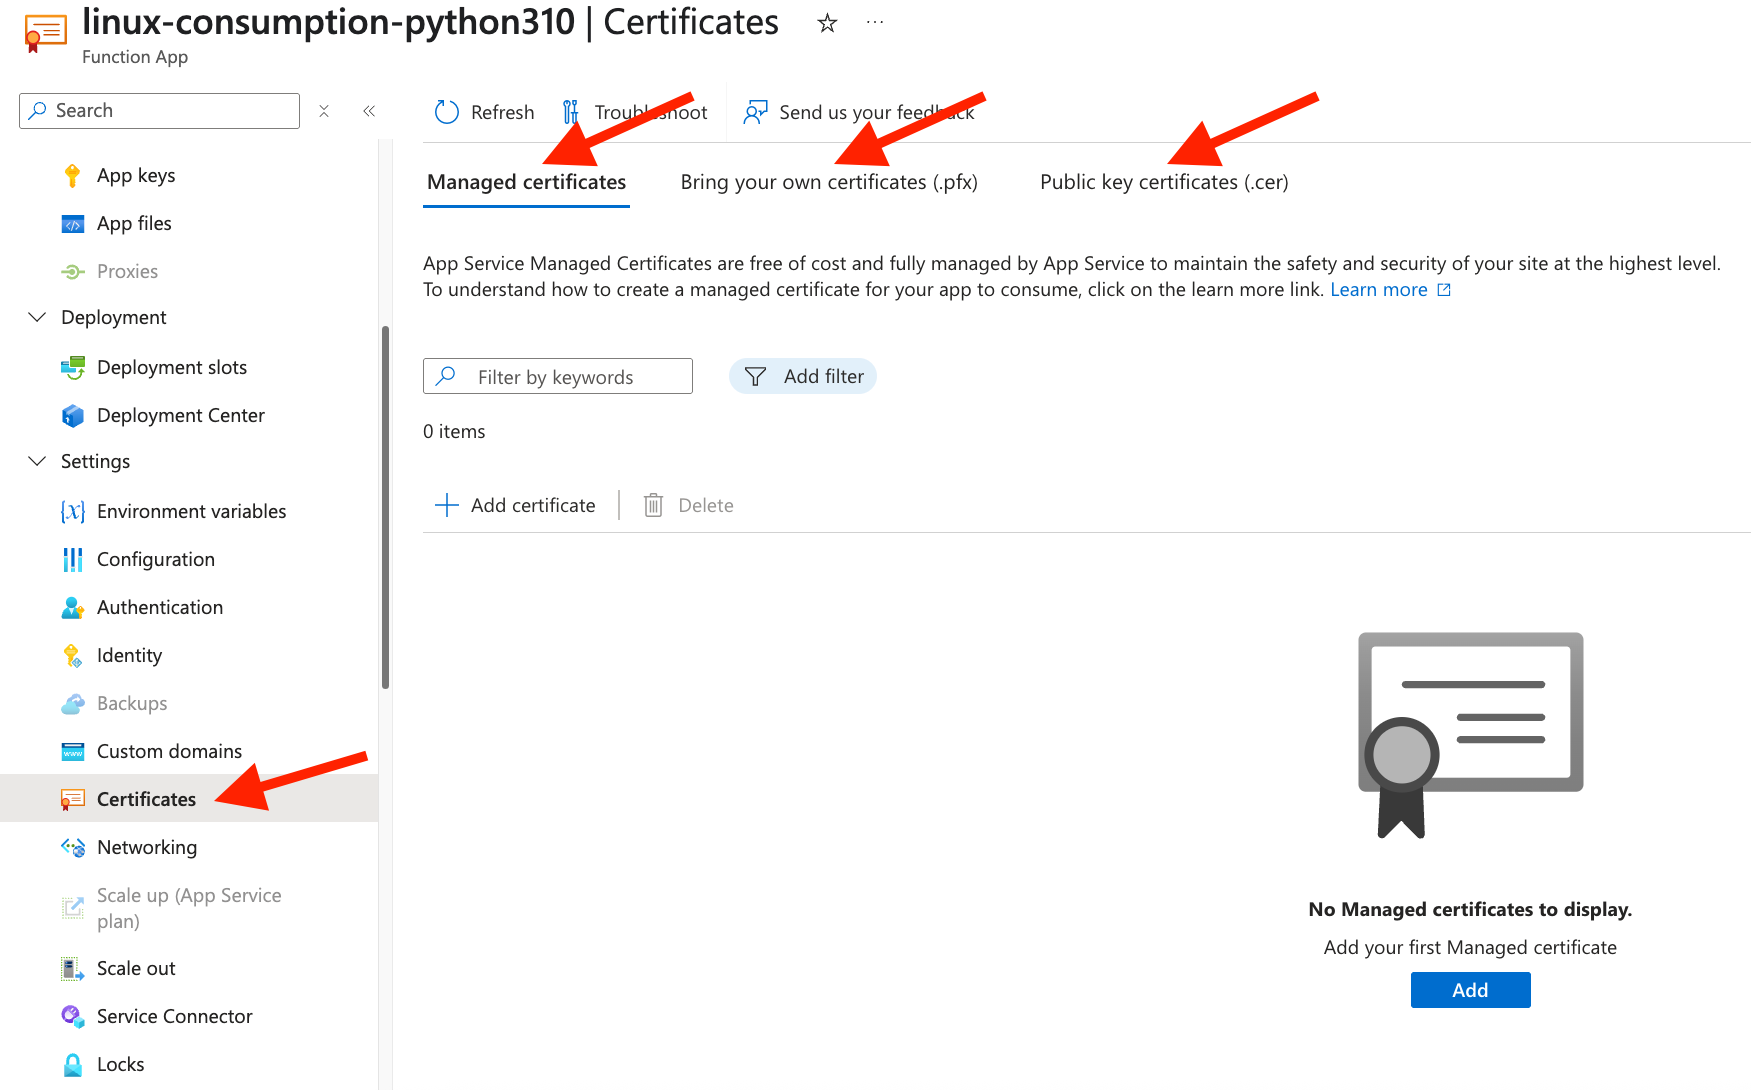 linux-consumption-python310 | Certificates
Function App
Search
Refresh
Troubleshoot
Send us your feedback
App keys
App files
Proxies
Deployment
Deployment slots
Deployment Center
Settings
Environment variables
Configuration
Authentication
Identity
Backups
Custom domains
Certificates
Networking
Scale up (App Service
plan)
Scale out
Service Connector
Locks
Managed certificates
Bring your own certificates (.pfx)
Public key certificates (.cer)
App Service Managed Certificates are free of cost and fully managed by App Service to maintain the safety and security of your site at the highest level.
To understand how to create a managed certificate for your app to consume, click on the learn more link. Learn more
Filter by keywords
Add filter
0 items
Add certificate
Delete
No Managed certificates to display.
Add your first Managed certificate
Add